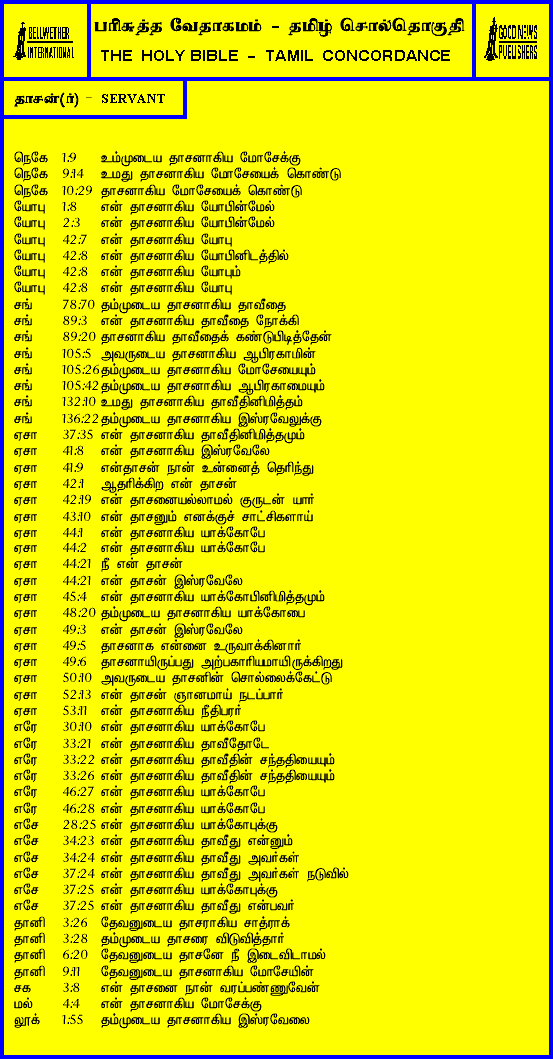 BELLWETHER INTERNATIONAL
பரிசுத்த வேதாகமம் - தமிழ் சொல்தொகுதி
THE HOLY BIBLE - TAMIL CONCORDANCE
GOOD NEWS PUBLISHERS
தாசன்(ர்) - SERVANT
நெகே 1:9 உம்முடைய தாசனாகிய மோசேக்கு
நெகே 9:14 உமது தாசனாகிய மோசேயைக் கொண்டு
நெகே 10:29 தாசனாகிய மோசேயைக் கொண்டு
யோபு 1:8 என் தாசனாகிய யோபின்மேல்
யோபு 2:3 என் தாசனாகிய யோபின்மேல்
யோபு 42:7 என் தாசனாகிய யோபு
யோபு 42:8 என் தாசனாகிய யோபினிடத்தில்
யோபு 42:8 என் தாசனாகிய யோபும்
யோபு 42:8 என் தாசனாகிய யோபு
சங் 78:70 தம்முடைய தாசனாகிய தாவீதை
சங் 89:3 என் தாசனாகிய தாவீதை நோக்கி
சங் 89:20 தாசனாகிய தாவீதைக் கண்டுபிடித்தேன்
சங் 105:5 அவருடைய தாசனாகிய ஆபிரகாமின்
சங் 105:26 தம்முடைய தாசனாகிய மோசேயையும்
சங் 105:42 தம்முடைய தாசனாகிய ஆபிரகாமையும்
சங் 132:10 உமது தாசனாகிய தாவீதினிமித்தம்
சங் 136:22 தம்முடைய தாசனாகிய இஸ்ரவேலுக்கு
ஏசா 37:35 என் தாசனாகிய தாவீதினிமித்தமும்
ஏசா 41:8 என் தாசனாகிய இஸ்ரவேலே
ஏசா 41:9 என்தாசன் நான் உன்னைத் தெரிந்து
ஏசா 42:1 ஆதரிக்கிற என் தாசன்
ஏசா 42:19 என் தாசனையல்லாமல் குருடன் யார்
ஏசா 43:10 என் தாசனும் எனக்குச் சாட்சிகளாய்
ஏசா 44:1 என் தாசனாகிய யாக்கோபே
ஏசா 44:2 என் தாசனாகிய யாக்கோபே
ஏசா 44:21 நீ என் தாசன்
ஏசா 44:21 என் தாசன் இஸ்ரவேலே
ஏசா 45:4 என் தாசனாகிய யாக்கோபினிமித்தமும்
ஏசா 48:20 தம்முடைய தாசனாகிய யாக்கோபை
ஏசா 49:3 என் தாசன் இஸ்ரவேலே
ஏசா 49:5 தாசனாக என்னை உருவாக்கினார்
ஏசா 49:6 தாசனாயிருப்பது அற்பகாரியமாயிருக்கிறது
ஏசா 50:10 அவருடைய தாசனின் சொல்லைக்கேட்டு
ஏசா 52:13 என் தாசன் ஞானமாய் நடப்பார்
ஏசா 53:11 என் தாசனாகிய நீதிபரர்
எரே 30:10 என் தாசனாகிய யாக்கோபே
எரே 33:21 என் தாசனாகிய தாவீதோடே
எரே 33:22 என் தாசனாகிய தாவீதின் சந்ததியையும்
எரே 33:26 என் தாசனாகிய தாவீதின் சந்ததியையும்
எரே 46:27 என் தாசனாகிய யாக்கோபே
எரே 46:28 என் தாசனாகிய யாக்கோபே
எசே 28:25 என் தாசனாகிய யாக்கோபுக்கு
எசே 34:23 என் தாசனாகிய தாவீது என்னும்
எசே 34:24 என் தாசனாகிய தாவீது அவர்கள்
எசே 37:24 என் தாசனாகிய தாவீது அவர்கள் நடுவில்
எசே 37:25 என் தாசனாகிய யாக்கோபுக்கு
எசே 37:25 என் தாசனாகிய தாவீது என்பவர்
தானி 3:26 தேவனுடைய தாசராகிய சாத்ராக்
தானி 3:28 தம்முடைய தாசரை விடுவித்தார்
தானி 6:20 தேவனுடைய தாசனே நீ இடைவிடாமல்
தானி 9:11 தேவனுடைய தாசனாகிய மோசேயின்
சக 3:8 என் தாசனை நான் வரப்பண்ணுவேன்
மல் 4:4 என் தாசனாகிய மோசேக்கு
லூக் 1:55 தம்முடைய தாசனாகிய இஸ்ரவேலை